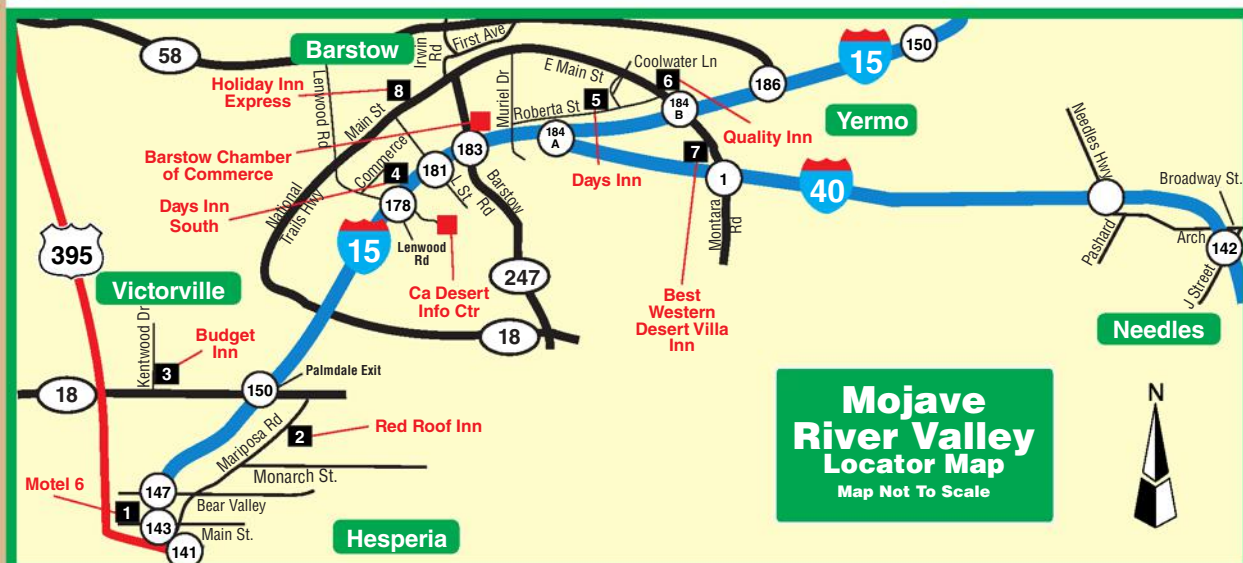 58
Barstow
Irwin
Rd
First Ave
15
150
Holiday Inn
Express
Lenwood Rd
8
Main St
Muriel Dr
E Main St
Coolwater Ln
6
5
Roberta St
184
B
186
Yermo
Quality Inn
Needles Hwy
Barstow Chamber
of Commerce
Commerce
4
181
183
184
A
Days Inn
7
1
40
Broadway St.
Days Inn
South
National
Trails Hwy
178
L St
Barstow
Rd
Lenwood
Rd
15
Montara
Rd
Pashard
Arch
142
J Street
395
Victorville
Ca Desert
Info Ctr
247
18
Best
Western
Desert Villa
Inn
Needles
Kentwood Dr
Budget
Inn
3
18
150
Palmdale Exit
Mojave
River Valley
Locator Map
Map Not To Scale
N
Mariposa Rd
2
Red Roof Inn
Monarch St.
Motel 6
147
Bear Valley
1
143
Main St.
141
Hesperia